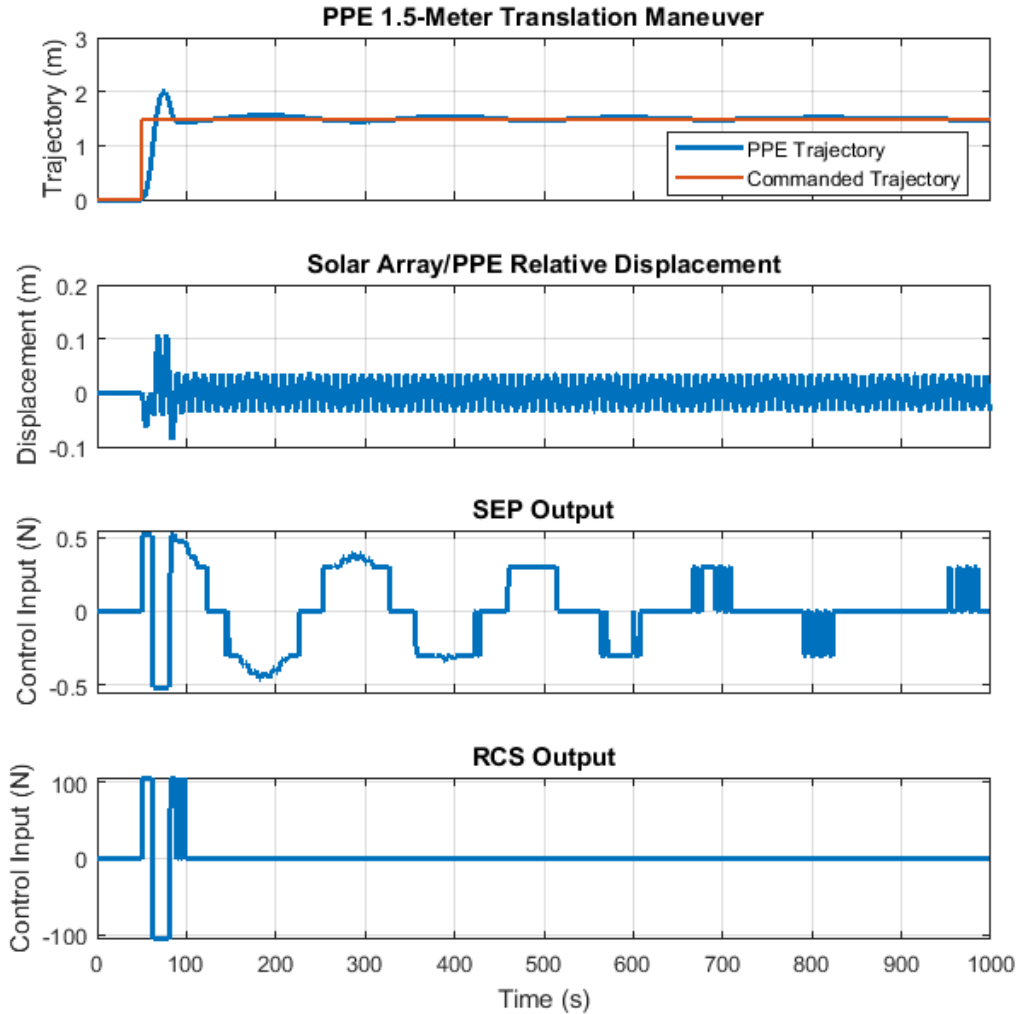 PPE 1.5-Meter Translation Maneuver
Trajectory (m)
3
2
1
0
PPE Trajectory
Commanded Trajectory
Solar Array/PPE Relative Displacement
Displacement (m)
0.2
0.1
0
-0.1
SEP Output
Control Input (N)
0.5
0
-0.5
RCS Output
Control Input (N)
100
0
-100
0 100 200 300 400 500 600 700 800 900 1000
Time (s)